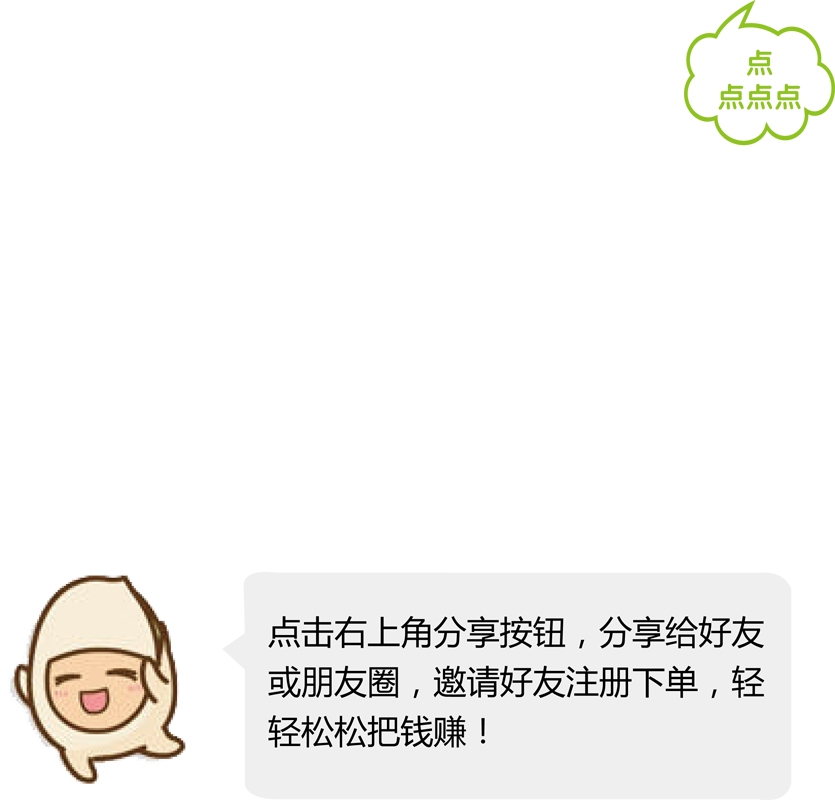 点
点点点
点击右上角分享按钮，分享给好友
或朋友圈，邀请好友注册下单，轻
轻松松把钱赚！